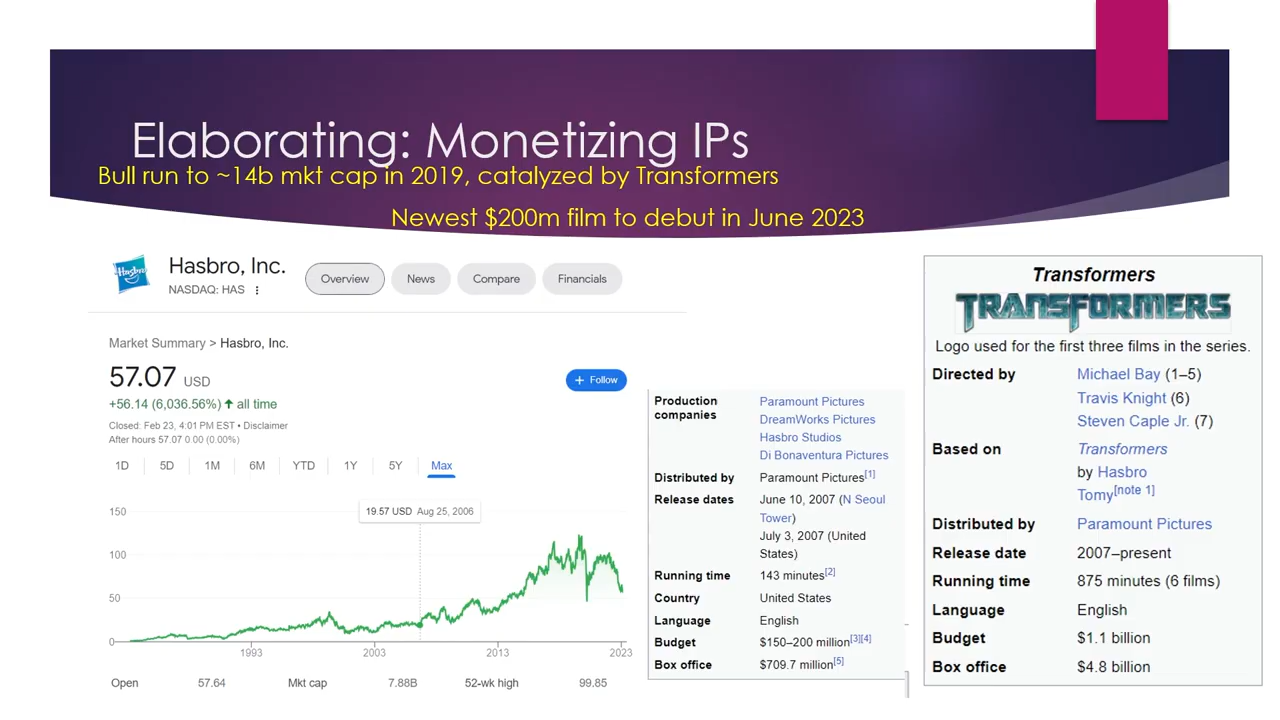 Elaborating: Monetizing IPs
Bull run to ~14b mkt cap in 2019, catalyzed by Transformers
Newest $200m film to debut in June 2023
Hasbro
Hasbro, Inc.
NASDAQ: HAS
Overview News Compare Financials
Market Summary > Hasbro, Inc.
57.07 USD
+ Follow
+56.14 (6,036.56%) ↑ all time
Closed: Feb 23, 4:01 PM EST • Disclaimer
After hours 57.07 0.00 (0.00%)
1D 5D 1M 6M YTD 1Y 5Y Max
19.57 USD Aug 25, 2006
150
100
50
0
1993 2003 2013 2023
Open 57.64 Mkt cap 7.88B 52-wk high 99.85
Production companies
Paramount Pictures
DreamWorks Pictures
Hasbro Studios
Di Bonaventura Pictures
Distributed by Paramount Pictures[1]
Release dates June 10, 2007 (N Seoul
Tower)
July 3, 2007 (United
States)
Running time 143 minutes[2]
Country United States
Language English
Budget $150–200 million[3][4]
Box office $709.7 million[5]
Transformers
TRANSFORMERS
Logo used for the first three films in the series.
Directed by Michael Bay (1–5)
Travis Knight (6)
Steven Caple Jr. (7)
Based on Transformers
by Hasbro
Tomy[note 1]
Distributed by Paramount Pictures
Release date 2007–present
Running time 875 minutes (6 films)
Language English
Budget $1.1 billion
Box office $4.8 billion